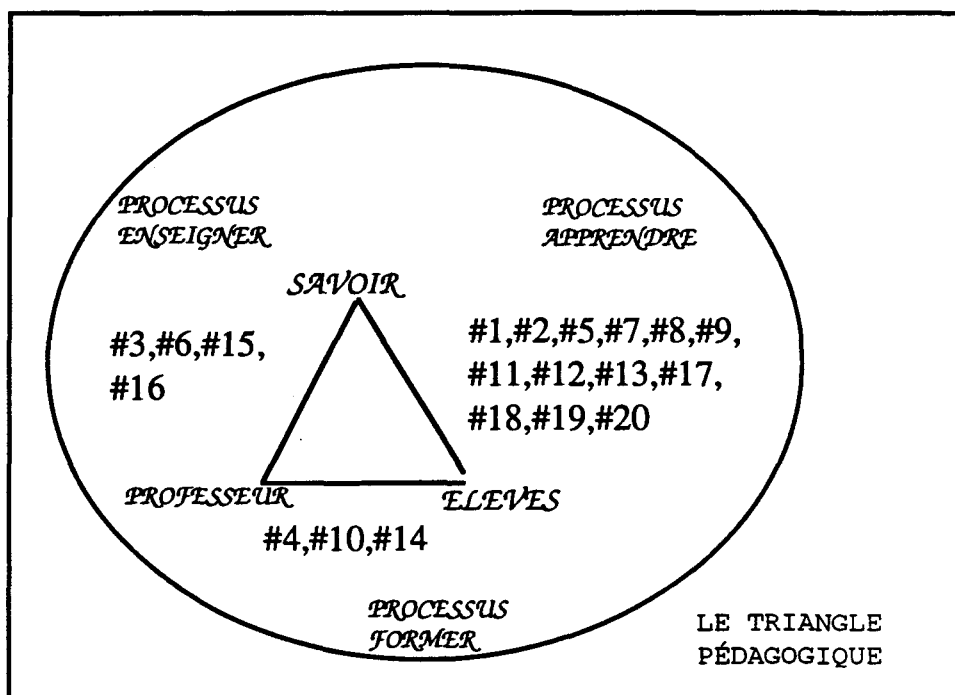 PROCESSUS
ENSEIGNER
PROCESSUS
APPRENDRE
SAVOIR
#3,#6,#15,
#16
#1,#2,#5,#7,#8,#9,
#11,#12,#13,#17,
#18,#19,#20
PROFESSEUR
ELEVES
#4,#10,#14
PROCESSUS
FORMER
LE TRIANGLE
PÉDAGOGIQUE